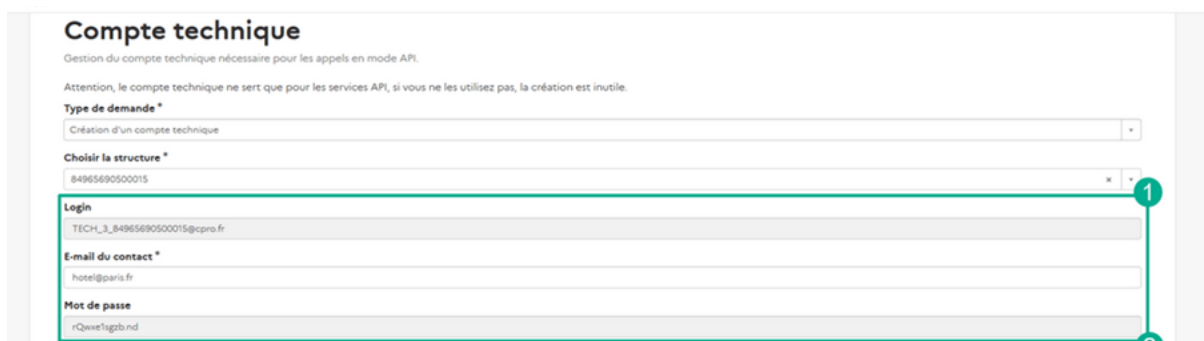 Compte technique
Gestion du compte technique nécessaire pour les appels en mode API.
Attention, le compte technique ne sert que pour les services API, si vous ne les utilisez pas, la création est inutile.
Type de demande *
Création d'un compte technique
Choisir la structure *
84965690500015
1
Login
TECH_3_84965690500015@cpro.fr
E-mail du contact *
hotel@paris.fr
Mot de passe
rQwxe1sgzb.nd